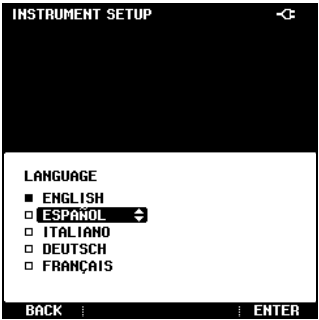 INSTRUMENT SETUP
LANGUAGE
ENGLISH
ESPAÑOL
ITALIANO
DEUTSCH
FRANÇAIS
BACK ENTER